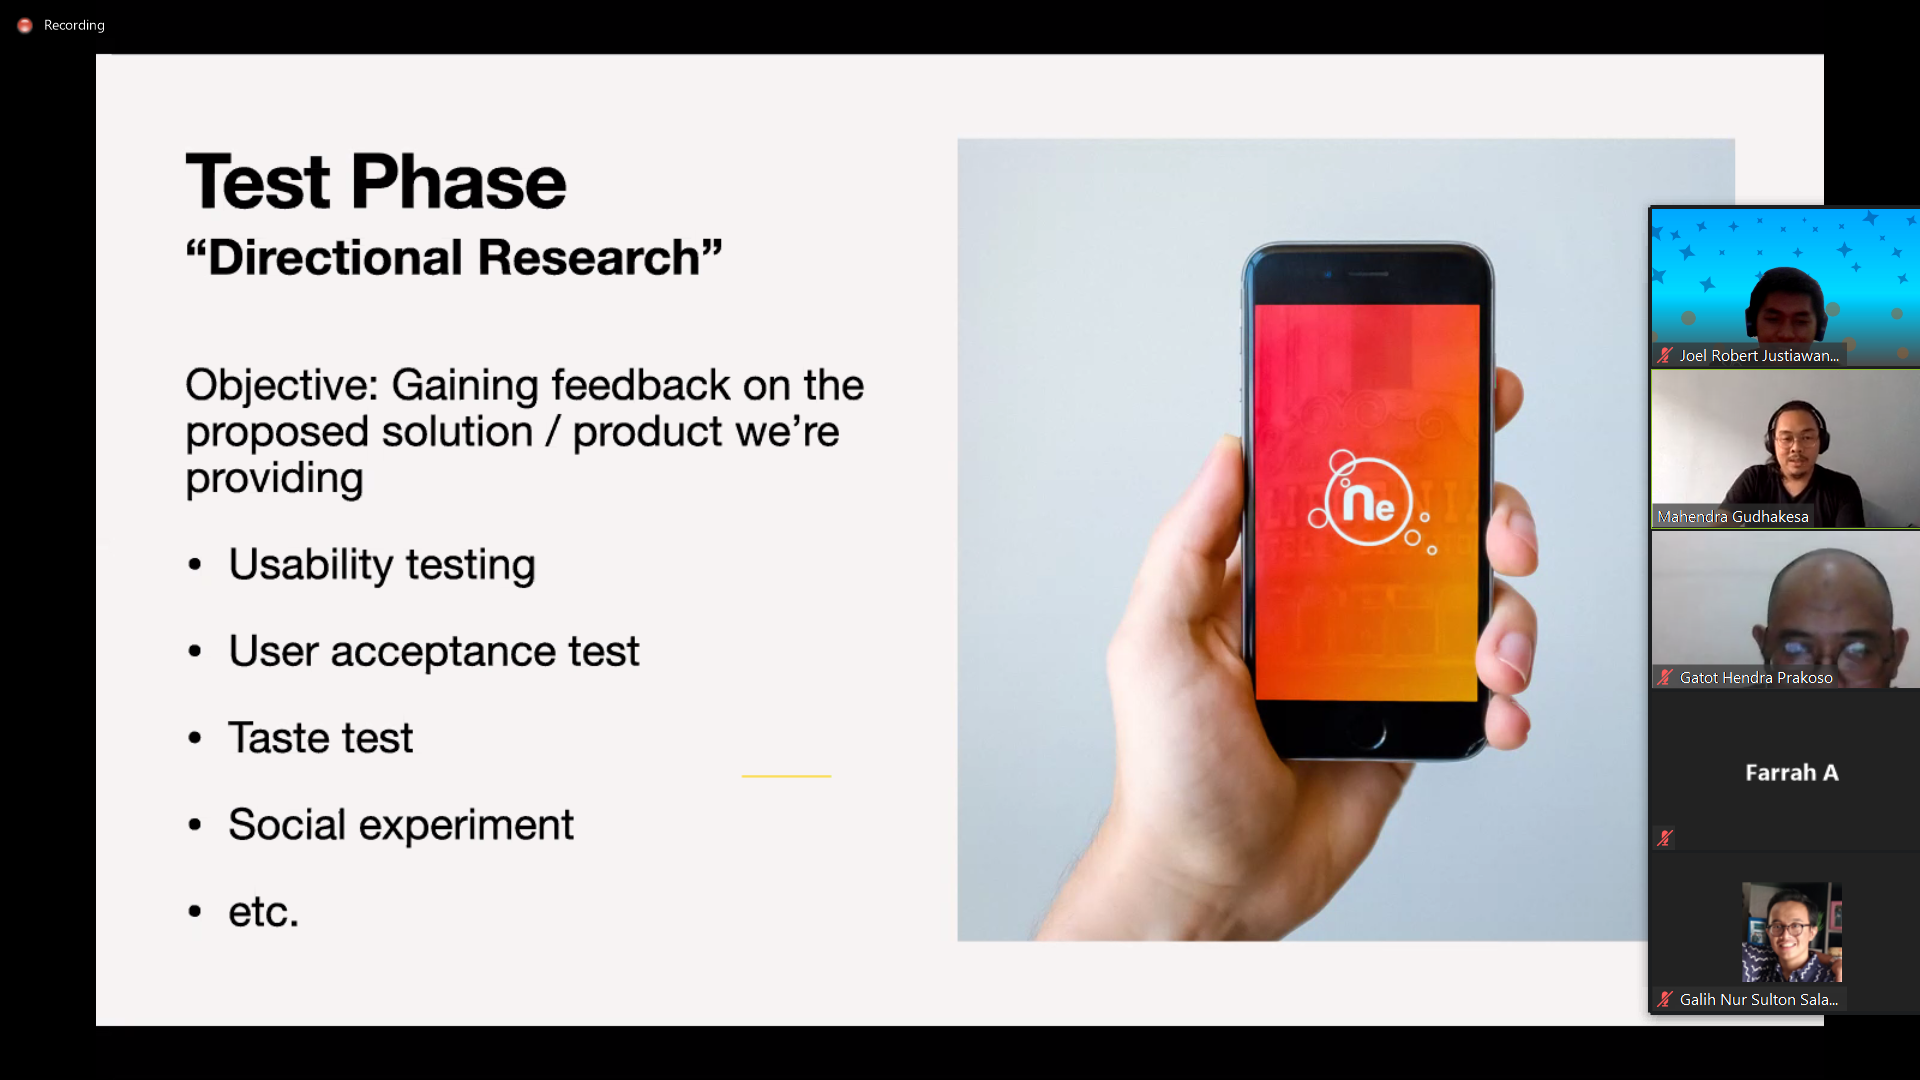 Recording
Test Phase
“Directional Research”
Objective: Gaining feedback on the
proposed solution / product we’re
providing
• Usability testing
• User acceptance test
• Taste test
• Social experiment
• etc.
ne
Joel Robert Justiawan...
Mahendra Gudhakesa
Gatot Hendra Prakoso
Farrah A
Galih Nur Sulton Sala...